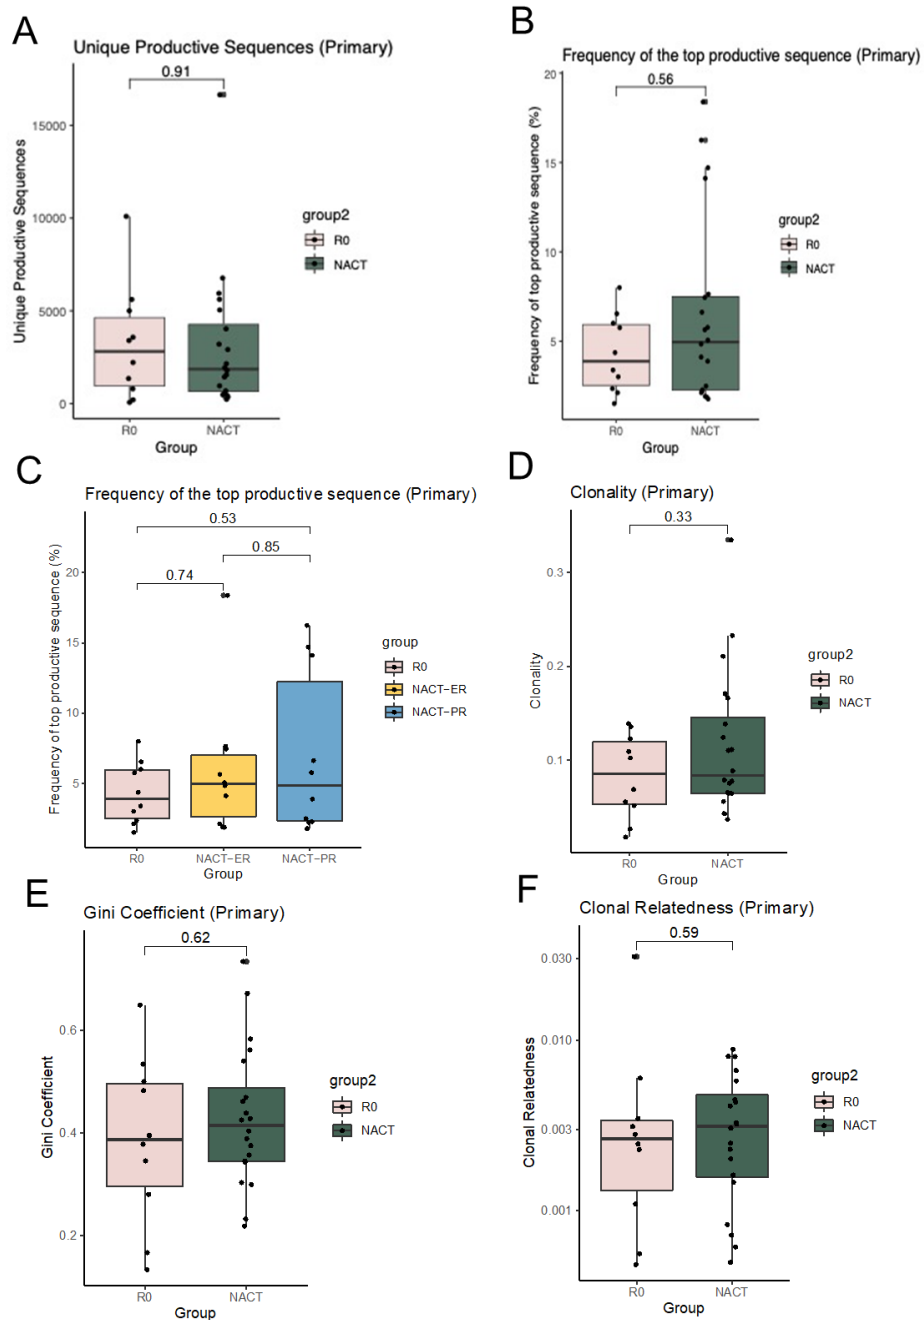 A
Unique Productive Sequences (Primary)
0.91
Unique Productive Sequences
15000
10000
5000
0
R0
NACT
Group
group2
R0
NACT
B
Frequency of the top productive sequence (Primary)
0.56
Frequency of top productive sequence (%)
20
15
10
5
R0
NACT
Group
group2
R0
NACT
C
Frequency of the top productive sequence (Primary)
0.53
0.85
0.74
Frequency of top productive sequence (%)
20
15
10
5
R0
NACT-ER
NACT-PR
Group
group
R0
NACT-ER
NACT-PR
D
Clonality (Primary)
0.33
Clonality
0.3
0.2
0.1
R0
NACT
Group
group2
R0
NACT
E
Gini Coefficient (Primary)
0.62
Gini Coefficient
0.6
0.4
0.2
R0
NACT
Group
group2
R0
NACT
F
Clonal Relatedness (Primary)
0.59
Clonal Relatedness
0.030
0.010
0.003
0.001
R0
NACT
Group
group2
R0
NACT